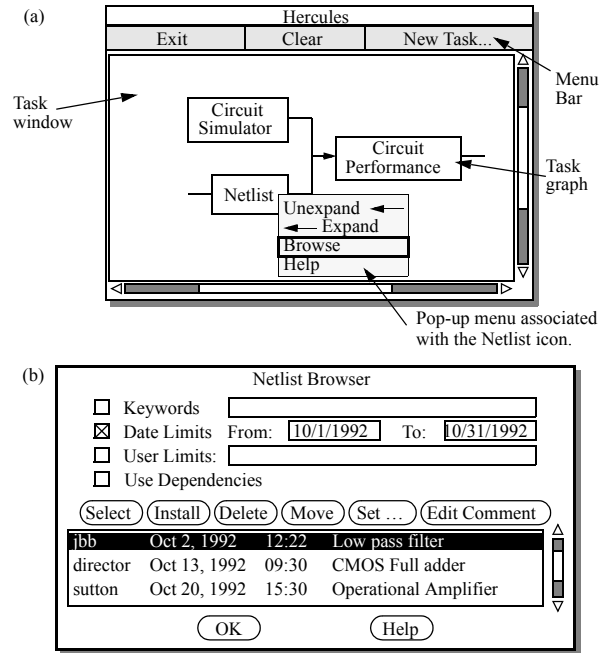 (a)
Hercules
Exit Clear New Task...
Menu
Bar
Task
window
Circuit
Simulator
Circuit
Performance
Task
graph
Netlist
Unexpand
Expand
Browse
Help
Pop-up menu associated
with the Netlist icon.
(b)
Netlist Browser
Keywords
Date Limits From: 10/1/1992 To: 10/31/1992
User Limits:
Use Dependencies
Select Install Delete Move Set … Edit Comment
jbb Oct 2, 1992 12:22 Low pass filter
director Oct 13, 1992 09:30 CMOS Full adder
sutton Oct 20, 1992 15:30 Operational Amplifier
OK Help